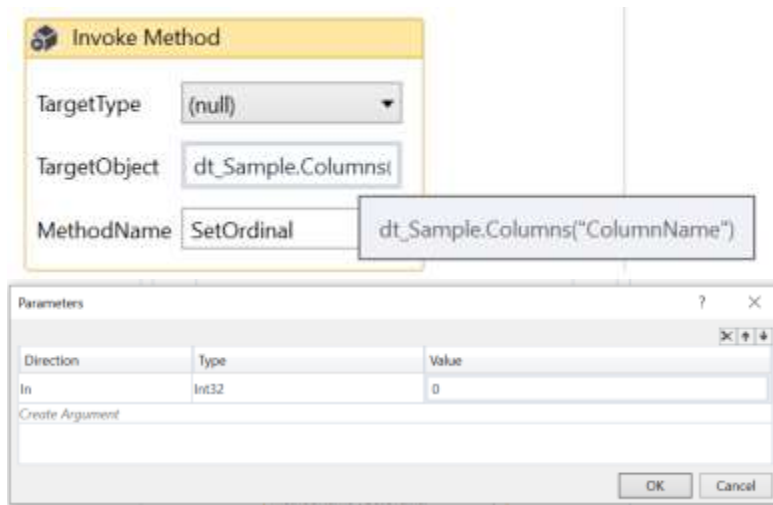 Invoke Method
TargetType (null)
TargetObject dt_Sample.Columns(
MethodName SetOrdinal
dt_Sample.Columns("ColumnName")
Parameters ? ×
Direction Type Value
In Int32 0
Create Argument
OK Cancel